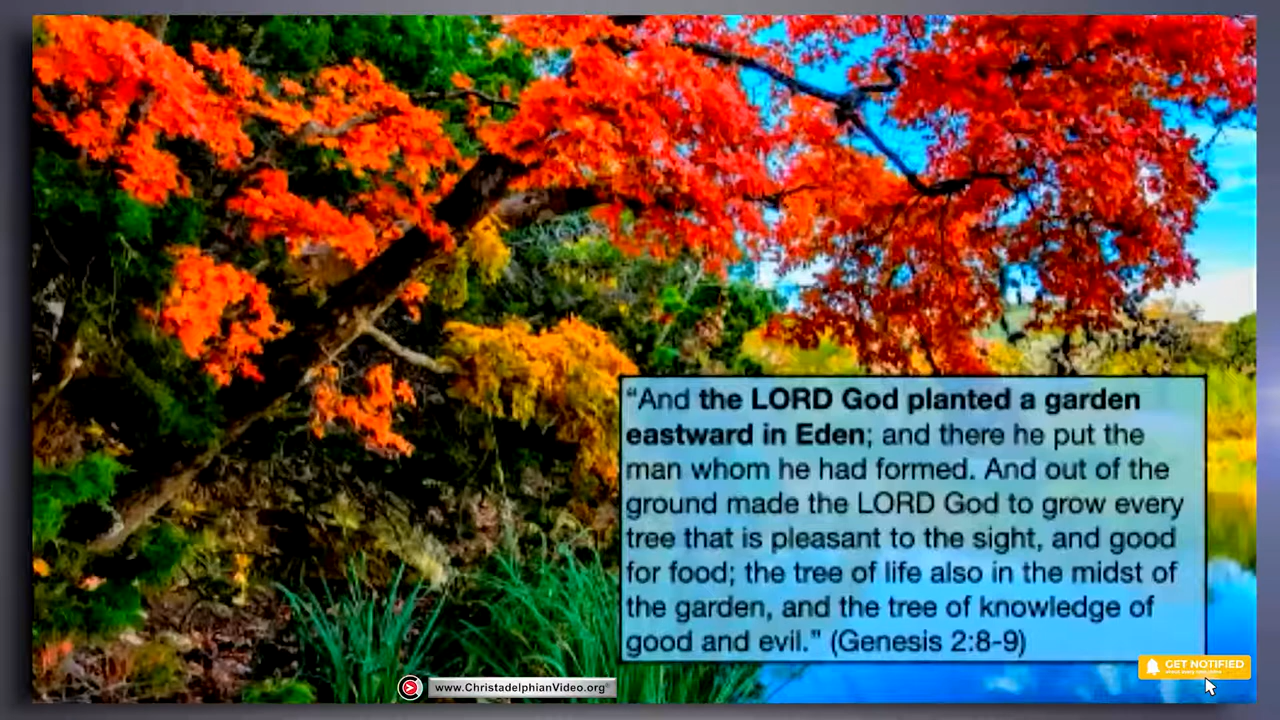 “And the LORD God planted a garden
eastward in Eden; and there he put the
man whom he had formed. And out of the
ground made the LORD God to grow every
tree that is pleasant to the sight, and good
for food; the tree of life also in the midst of
the garden, and the tree of knowledge of
good and evil.” (Genesis 2:8-9)
GET NOTIFIED
www.ChristadelphianVideo.org